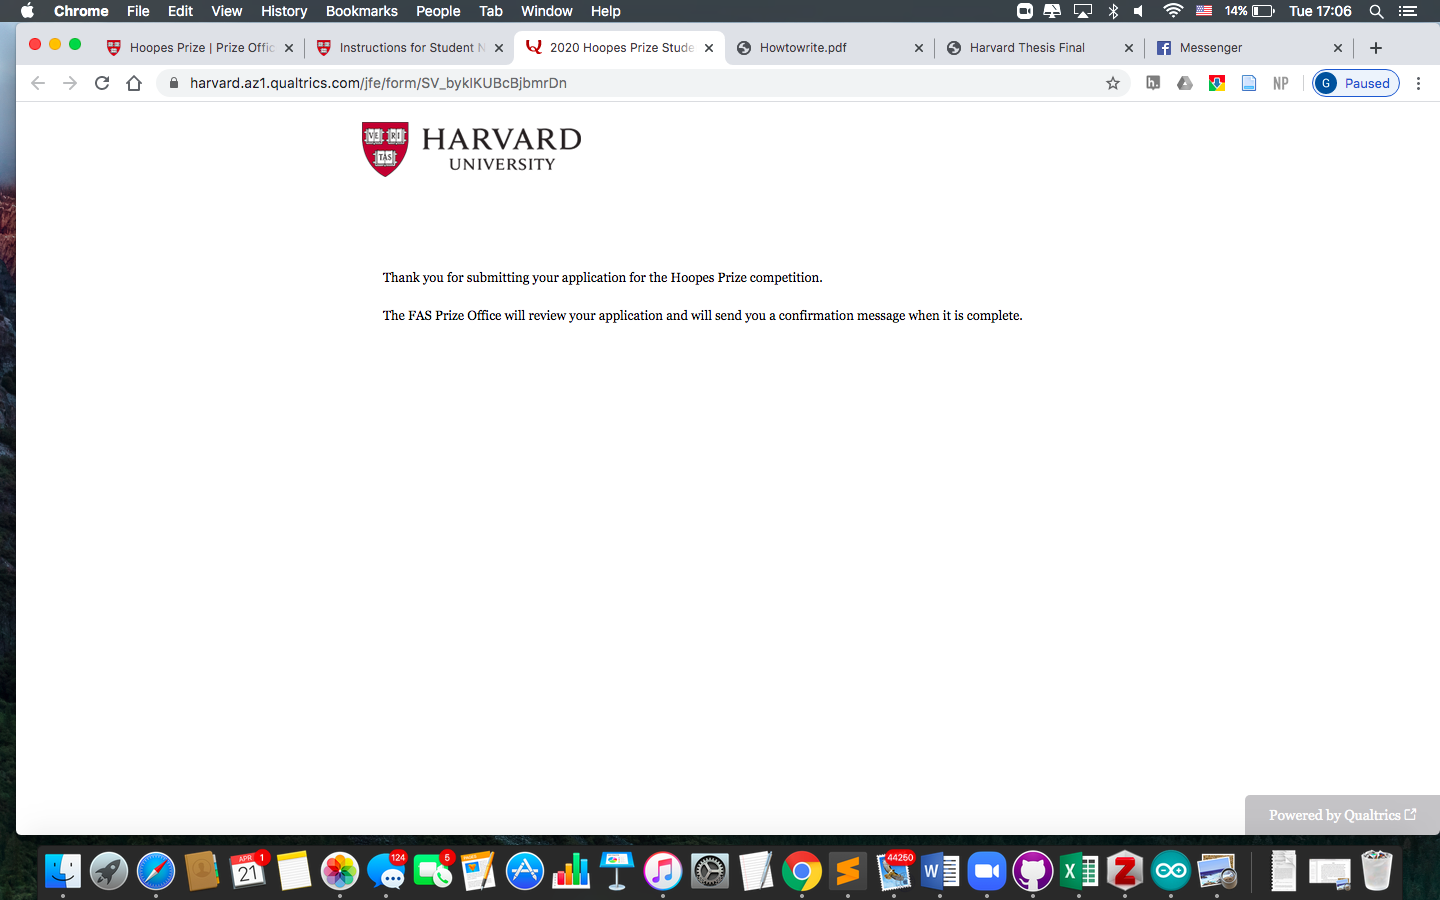 Chrome File Edit View History Bookmarks People Tab Window Help 14% Tue 17:06
Hoopes Prize | Prize Offic Instructions for Student N 2020 Hoopes Prize Stude Howtowrite.pdf Harvard Thesis Final Messenger
harvard.az1.qualtrics.com/jfe/form/SV_bykIKUBcBjbmrDn NP G Paused
VE RI
TAS
HARVARD
UNIVERSITY
Thank you for submitting your application for the Hoopes Prize competition.
The FAS Prize Office will review your application and will send you a confirmation message when it is complete.
Powered by Qualtrics
APR 21 1 124 5 44260 W X Z